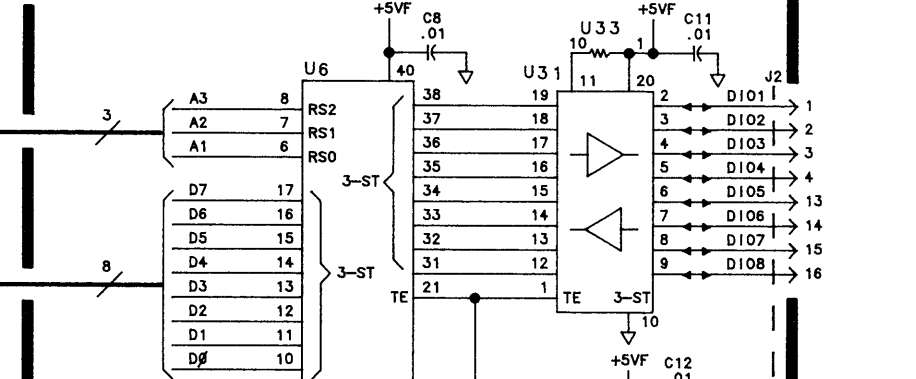 +5VF
C8
.01
+5VF
C11
.01
U33
10
1
U6
40
U31
11
20
J2
3
A3 8 RS2
A2 7 RS1
A1 6 RS0
38 19 2 DIO1 1
37 18 3 DIO2 2
36 17 4 DIO3 3
35 16 5 DIO4 4
34 15 6 DIO5 13
33 14 7 DIO6 14
32 13 8 DIO7 15
31 12 9 DIO8 16
3-ST
TE 21 1 TE 3-ST
10
8
D7 17
D6 16
D5 15
D4 14
D3 13
D2 12
D1 11
DØ 10
3-ST
+5VF
C12
.01